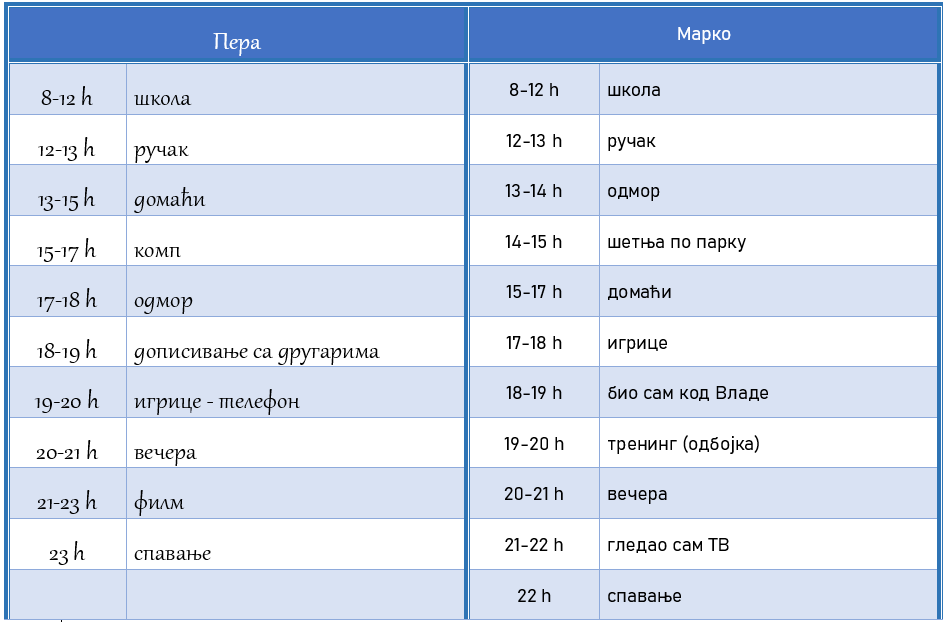 Пера
8-12 h школа
12-13 h ручак
13-15 h домаћи
15-17 h комп
17-18 h одмор
18-19 h дописивање са другарима
19-20 h игрице - телефон
20-21 h вечера
21-23 h филм
23 h спавање
Марко
8-12 h школа
12-13 h ручак
13-14 h одмор
14-15 h шетња по парку
15-17 h домаћи
17-18 h игрице
18-19 h био сам код Владе
19-20 h тренинг (одбојка)
20-21 h вечера
21-22 h гледао сам ТВ
22 h спавање